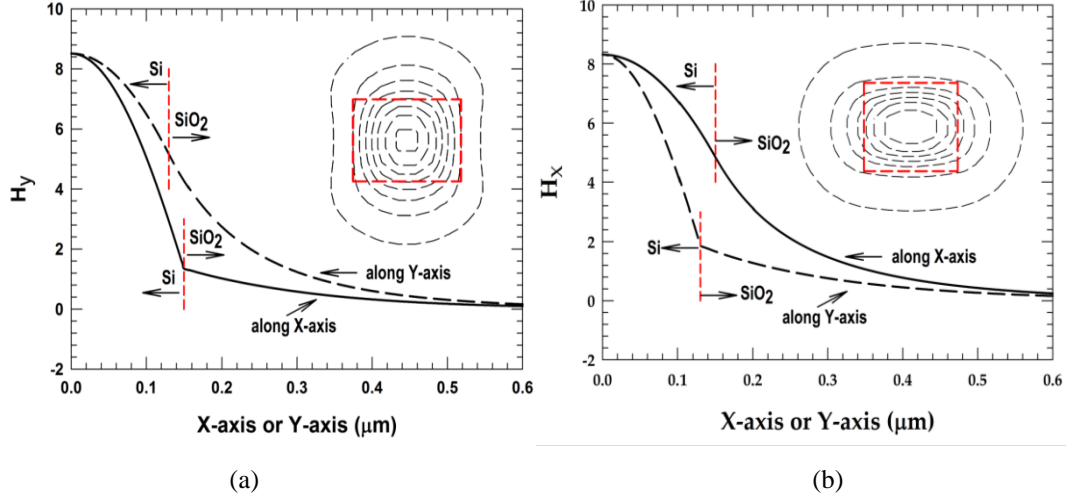 10
8
6
4
2
0
-2
H_y
Si
SiO₂
SiO₂
Si
along Y-axis
along X-axis
0.0 0.1 0.2 0.3 0.4 0.5 0.6
X-axis or Y-axis (μm)
(a)
10
8
6
4
2
0
-2
H_X
Si
SiO₂
Si
SiO₂
along X-axis
along Y-axis
0.0 0.1 0.2 0.3 0.4 0.5 0.6
X-axis or Y-axis (μm)
(b)